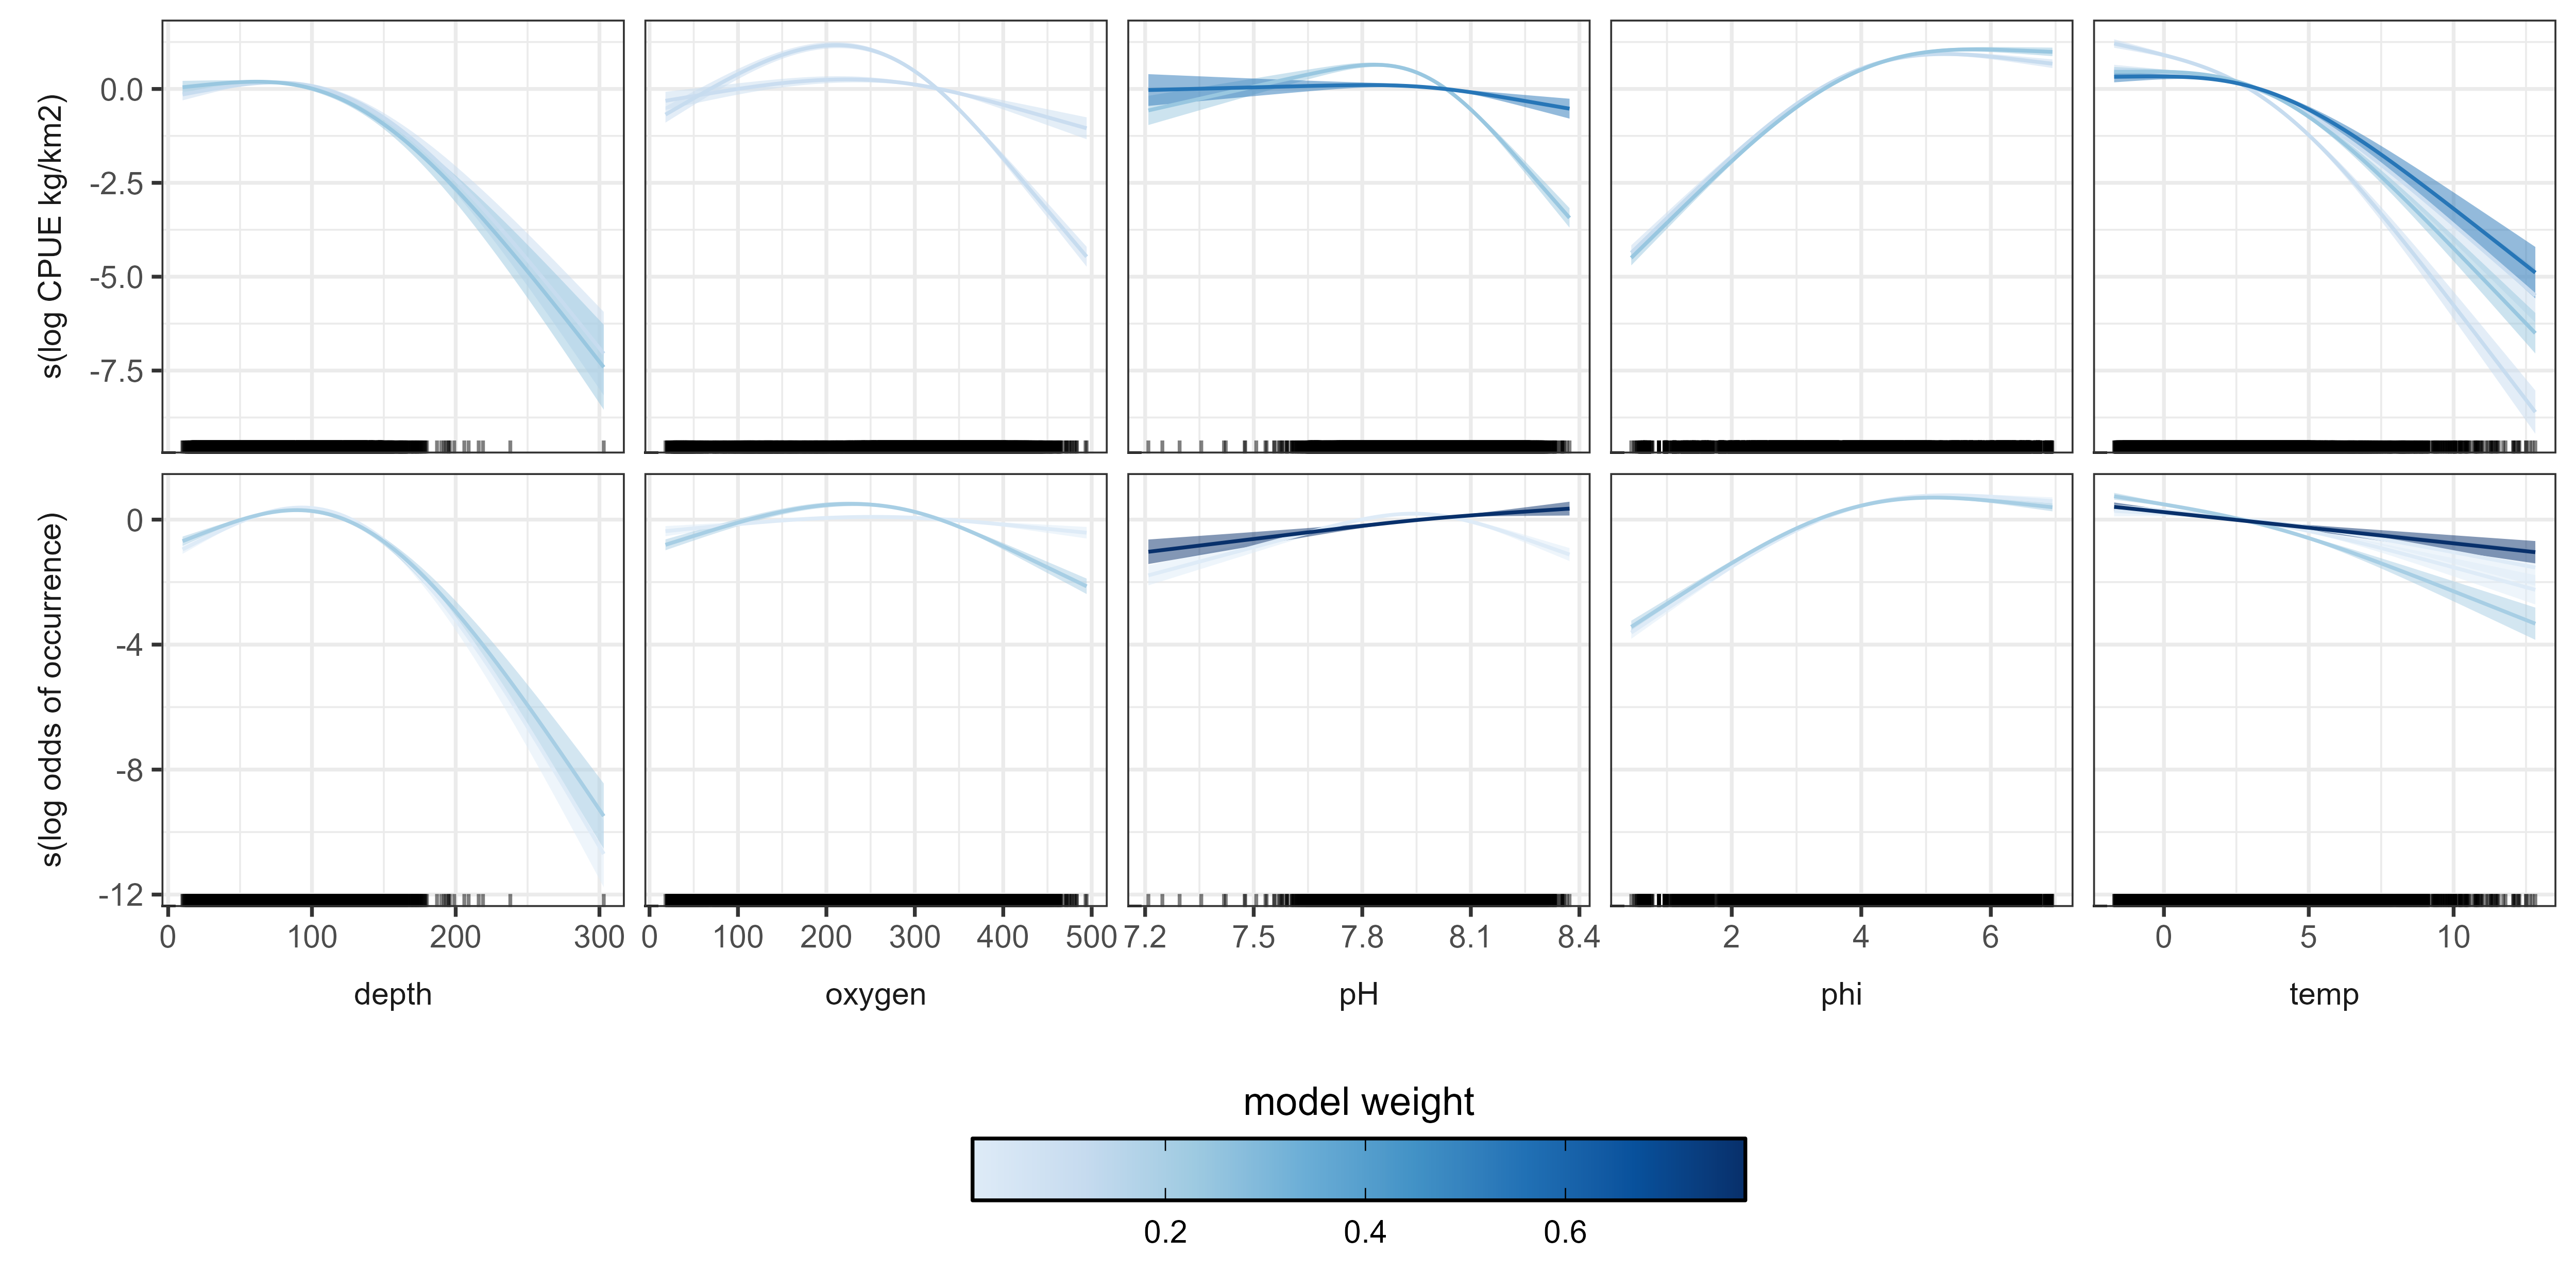 s(log CPUE kg/km2)
0.0
-2.5
-5.0
-7.5
s(log odds of occurrence)
0
-4
-8
-12
0 100 200 300 0 100 200 300 400 500 7.2 7.5 7.8 8.1 8.4 2 4 6 0 5 10
depth oxygen pH phi temp
model weight
0.2 0.4 0.6